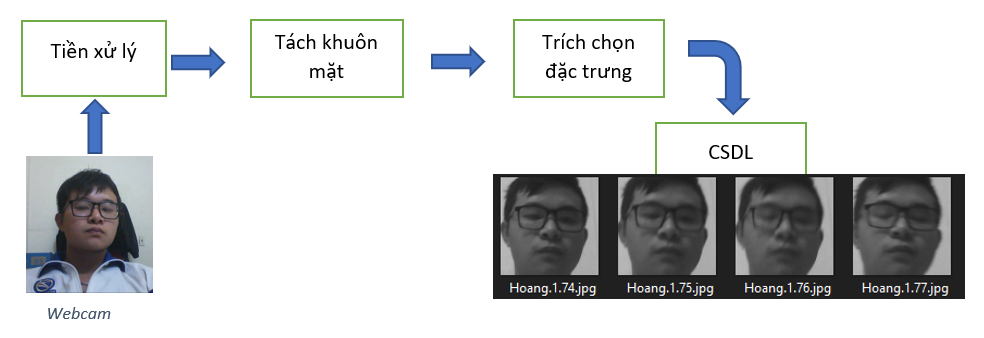 Tiền xử lý
Tách khuôn
mặt
Trích chọn
đặc trưng
CSDL
Hoang.1.74.jpg
Hoang.1.75.jpg
Hoang.1.76.jpg
Hoang.1.77.jpg
Webcam